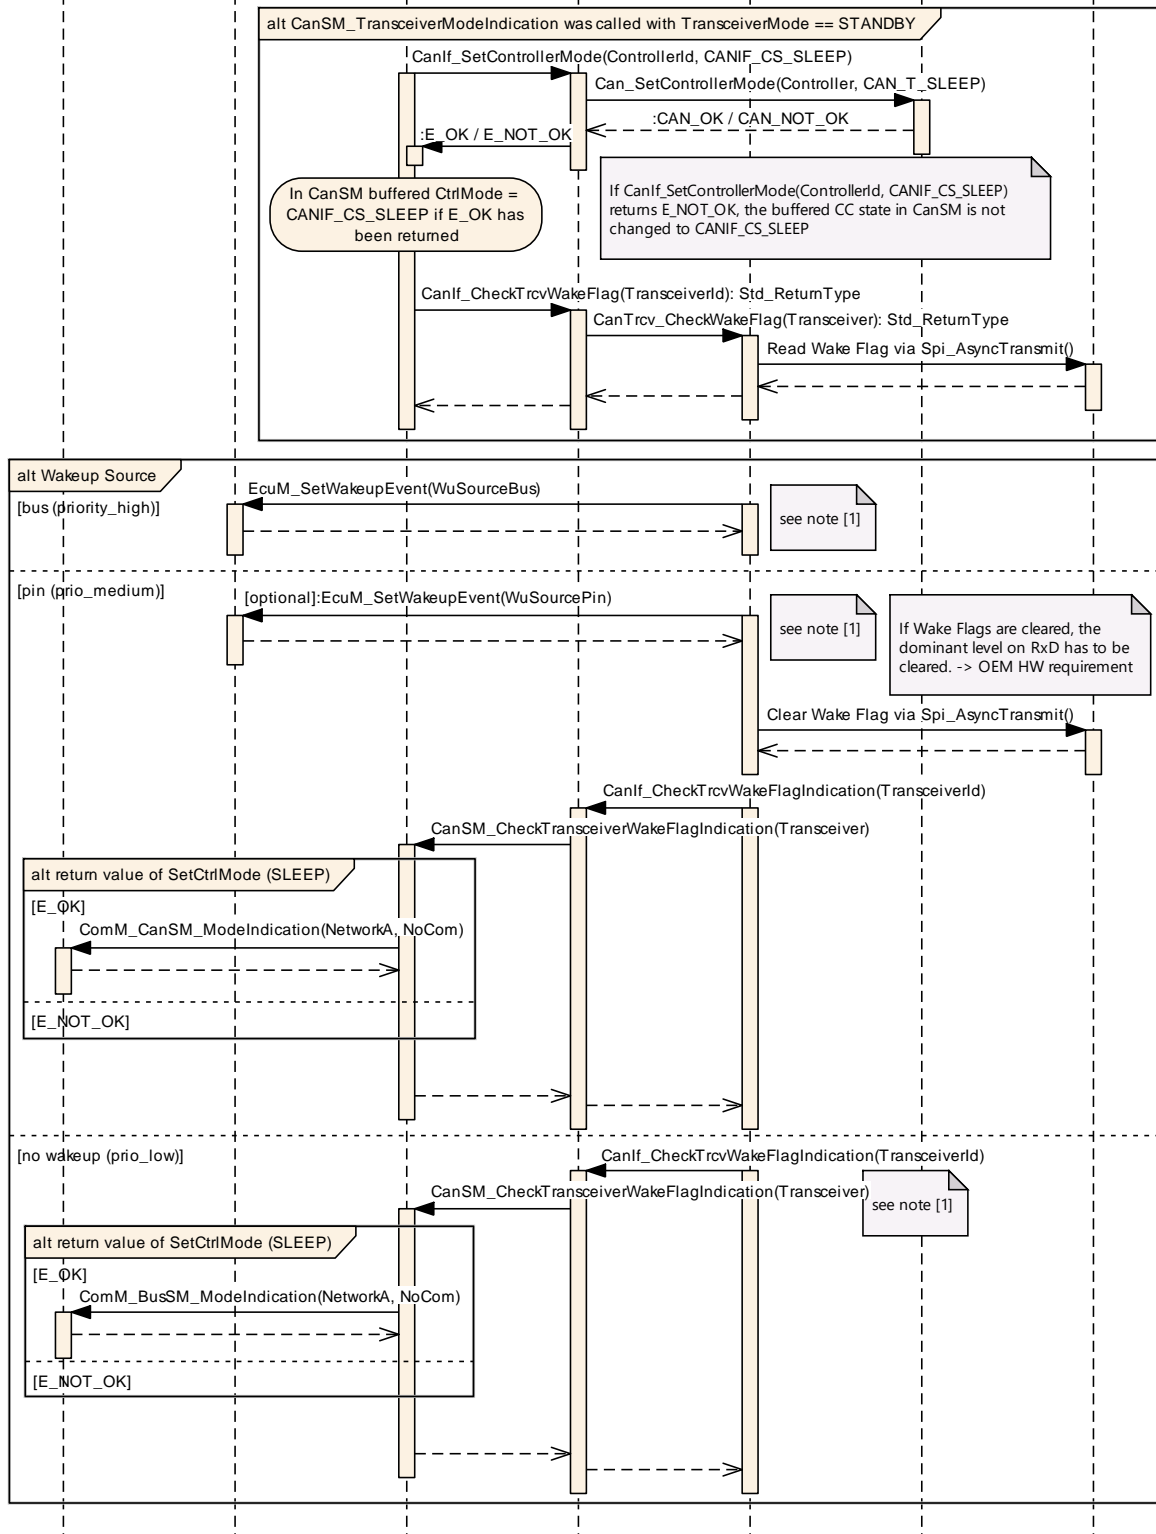 alt CanSM_TransceiverModeIndication was called with TransceiverMode == STANDBY
CanIf_SetControllerMode(ControllerId, CANIF_CS_SLEEP)
Can_SetControllerMode(Controller, CAN_T_SLEEP)
:CAN_OK / CAN_NOT_OK
:E_OK / E_NOT_OK
In CanSM buffered CtrlMode =
CANIF_CS_SLEEP if E_OK has
been returned
If CanIf_SetControllerMode(ControllerId, CANIF_CS_SLEEP)
returns E_NOT_OK, the buffered CC state in CanSM is not
changed to CANIF_CS_SLEEP
CanIf_CheckTrcvWakeFlag(TransceiverId): Std_ReturnType
CanTrcv_CheckWakeFlag(Transceiver): Std_ReturnType
Read Wake Flag via Spi_AsyncTransmit()
alt Wakeup Source
EcuM_SetWakeupEvent(WuSourceBus)
[bus (priority_high)]
see note [1]
[pin (prio_medium)]
[optional]:EcuM_SetWakeupEvent(WuSourcePin)
see note [1]
If Wake Flags are cleared, the
dominant level on RxD has to be
cleared. -> OEM HW requirement
Clear Wake Flag via Spi_AsyncTransmit()
CanIf_CheckTrcvWakeFlagIndication(TransceiverId)
CanSM_CheckTransceiverWakeFlagIndication(Transceiver)
alt return value of SetCtrlMode (SLEEP)
[E_OK]
ComM_CanSM_ModeIndication(NetworkA, NoCom)
[E_NOT_OK]
[no wakeup (prio_low)]
CanIf_CheckTrcvWakeFlagIndication(TransceiverId)
CanSM_CheckTransceiverWakeFlagIndication(Transceiver)
see note [1]
alt return value of SetCtrlMode (SLEEP)
[E_OK]
ComM_BusSM_ModeIndication(NetworkA, NoCom)
[E_NOT_OK]